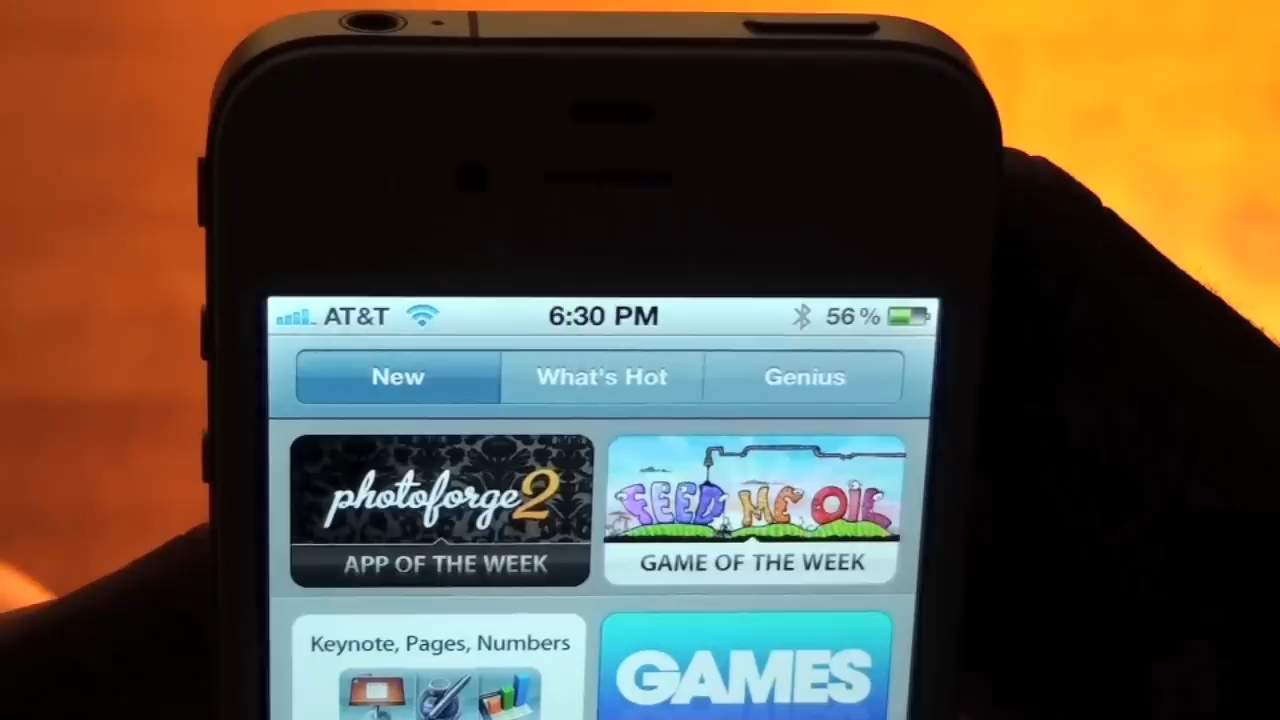 AT&T 6:30 PM 56%
New What's Hot Genius
photoforge2
APP OF THE WEEK
FEED ME OIL
GAME OF THE WEEK
Keynote, Pages, Numbers
GAMES